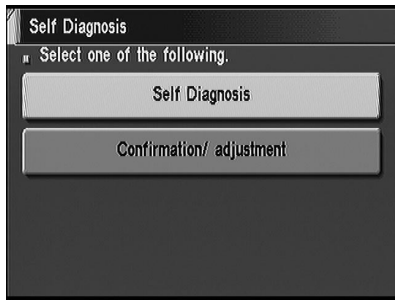 Self Diagnosis
Select one of the following.
Self Diagnosis
Confirmation/ adjustment